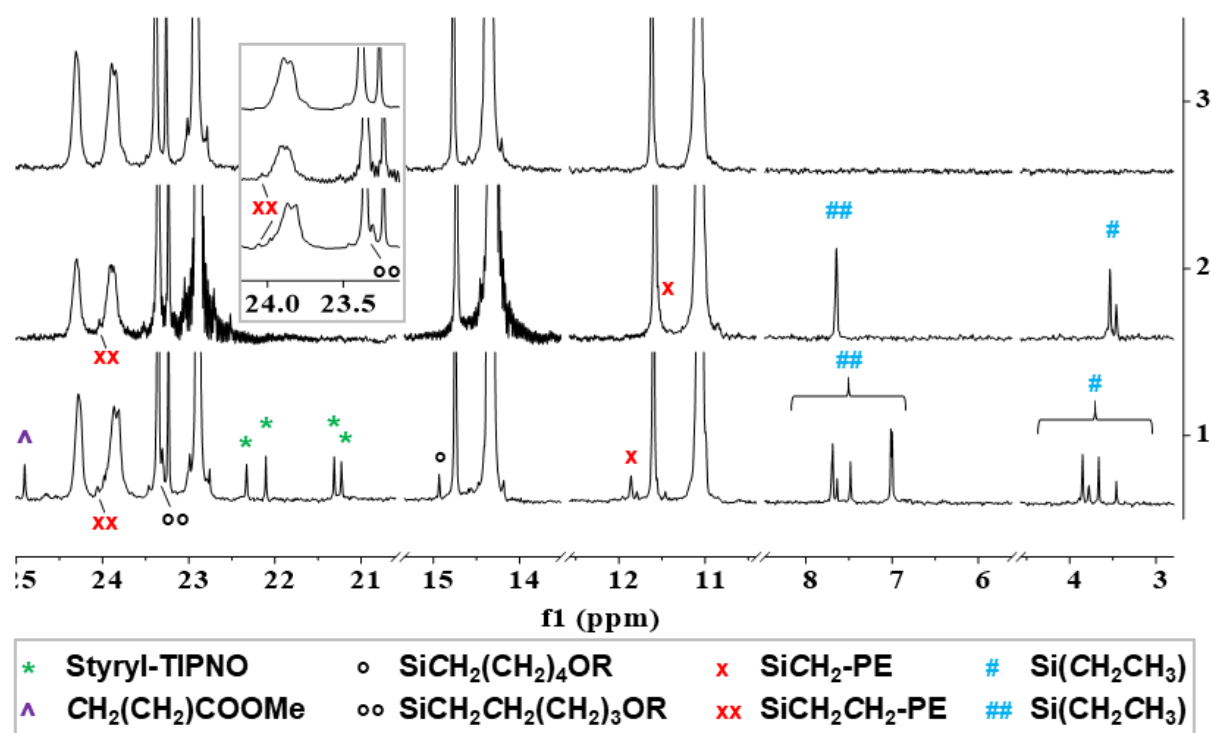 3
##
#
xx
24.0 23.5
oo
2
x
xx
##
#
^
*
*
*
*
o
x
1
xx
oo
25 24 23 22 21 15 14 12 11 8 7 6 4 3
f1 (ppm)
* Styryl-TIPNO o SiCH₂(CH₂)₄OR x SiCH₂-PE # Si(CH₂CH₃)
^ CH₂(CH₂)COOMe oo SiCH₂CH₂(CH₂)₃OR xx SiCH₂CH₂-PE ## Si(CH₂CH₃)